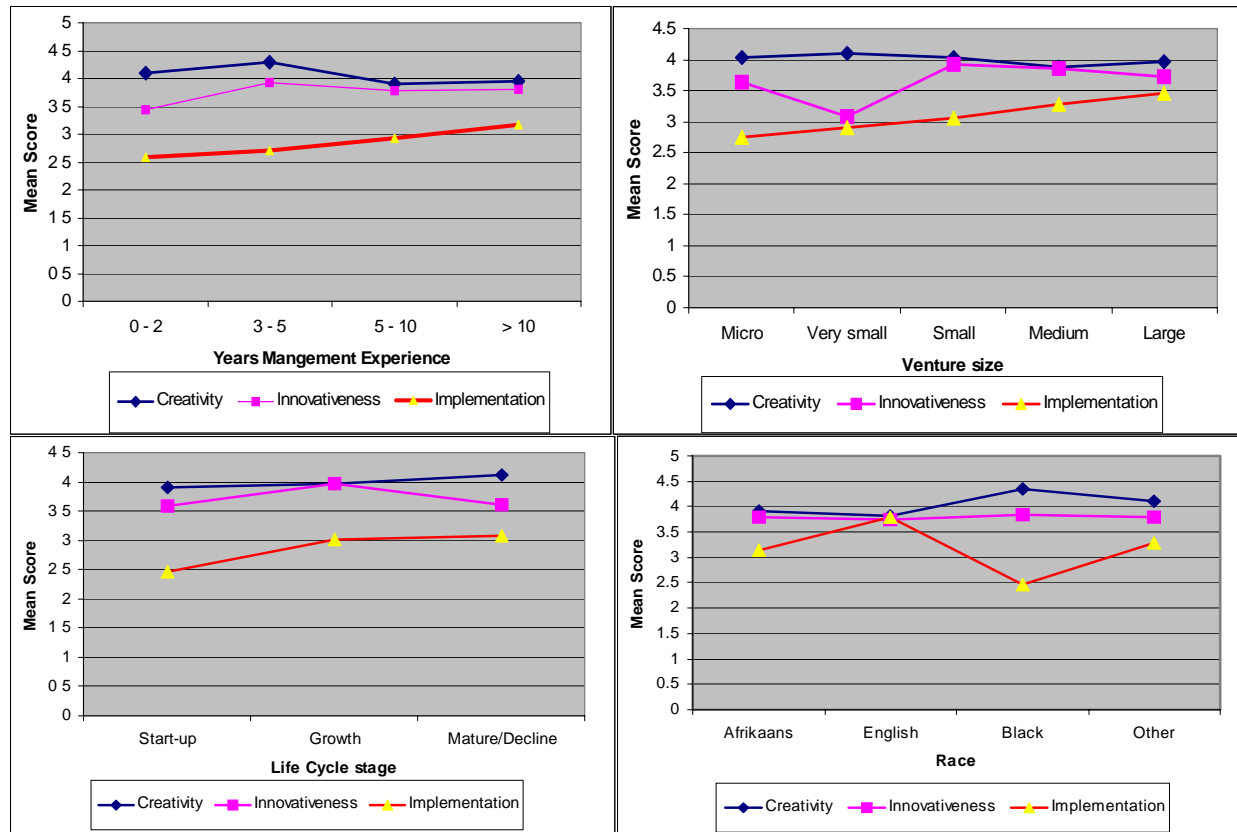 5
4 5
4
3.5
3
2.5
2
1 5
1
0 5
0
Mean Score
0 - 2 3 - 5 5 - 10 > 10
Years Mangement Experience
Creativity Innovativeness Implementation
5
4.5
4
3.5
3
2.5
2
1.5
1
0.5
0
Mean Score
Micro Very small Small Medium Large
Venture size
Creativity Innovativeness Implementation
4 5
4
3.5
3
2.5
2
1 5
1
0 5
0
Mean Score
Start-up Growth Mature/Decline
Life Cycle stage
Creativity Innovativeness Implementation
5
4.5
4
3.5
3
2.5
2
1.5
1
0.5
0
Mean Score
Afrikaans English Black Other
Race
Creativity Innovativeness Implementation